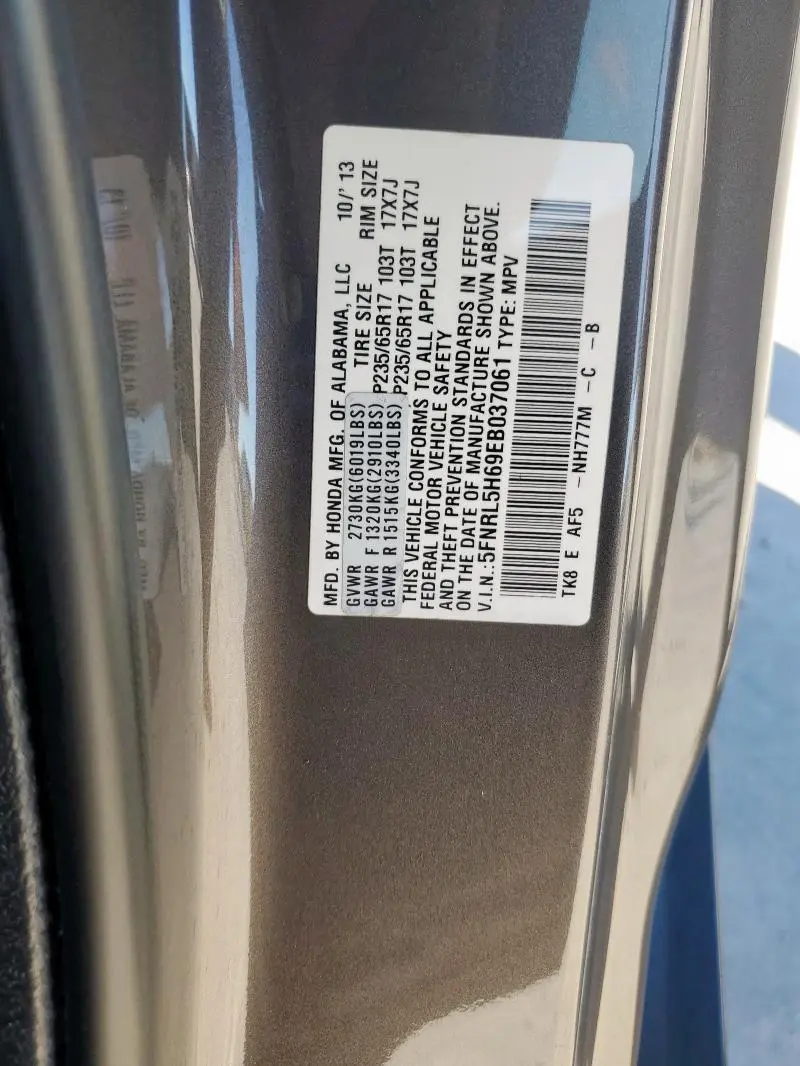 MFD. BY HONDA MFG. OF ALABAMA, LLC 10/'13
GVWR 2730KG(6019LBS) TIRE SIZE RIM SIZE
GAWR F 1320KG(2910LBS) P235/65R17 103T 17X7J
GAWR R 1515KG(3340LBS) P235/65R17 103T 17X7J
THIS VEHICLE CONFORMS TO ALL APPLICABLE
FEDERAL MOTOR VEHICLE SAFETY
AND THEFT PREVENTION STANDARDS IN EFFECT
ON THE DATE OF MANUFACTURE SHOWN ABOVE.
V.I.N.:5FNRL5H69EB037061 TYPE: MPV
TK8 E AF5 -NH777M -C -B